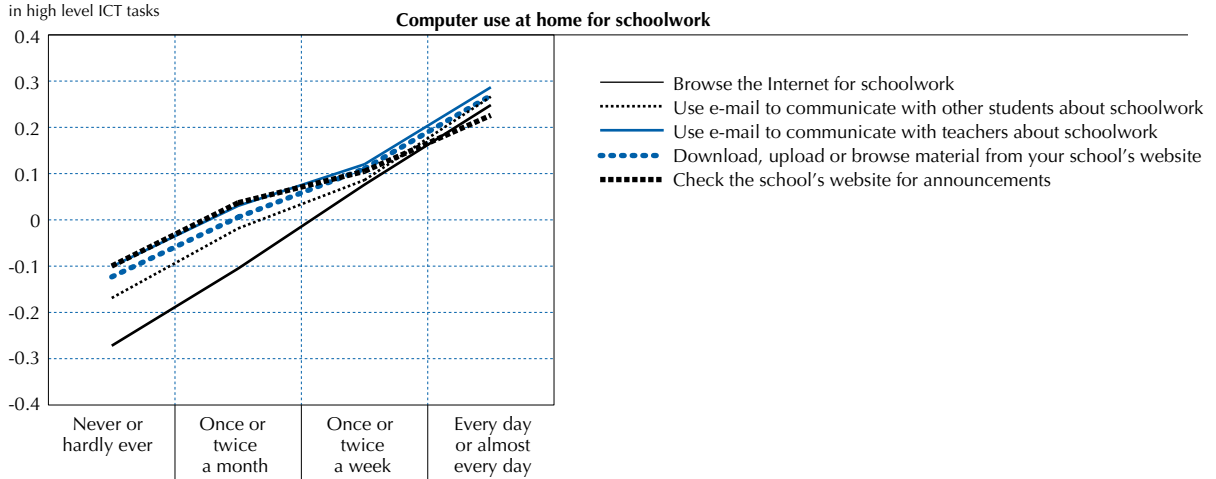 in high level ICT tasks
Computer use at home for schoolwork
0.4
0.3
0.2
0.1
0
-0.1
-0.2
-0.3
-0.4
Browse the Internet for schoolwork
Use e-mail to communicate with other students about schoolwork
Use e-mail to communicate with teachers about schoolwork
Download, upload or browse material from your school's website
Check the school's website for announcements
Never or
hardly ever
Once or
twice
a month
Once or
twice
a week
Every day
or almost
every day